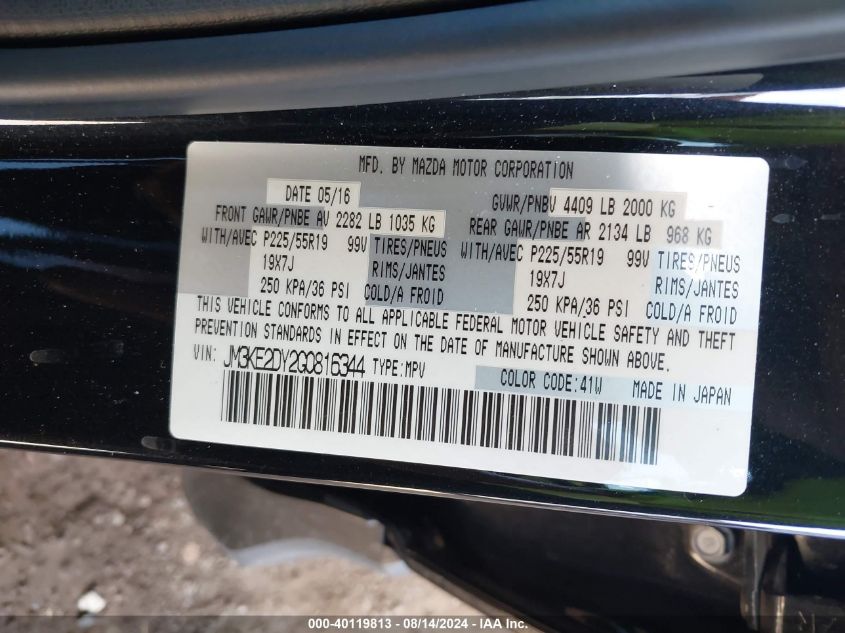 MFD. BY MAZDA MOTOR CORPORATION
DATE 05/16 GVWR/PNBV 4409 LB 2000 KG
FRONT GAWR/PNBE AV 2282 LB 1035 KG REAR GAWR/PNBE AR 2134 LB 968 KG
WITH/AVEC P225/55R19 99V TIRES/PNEUS WITH/AVEC P225/55R19 99V TIRES/PNEUS
19X7J RIMS/JANTES 19X7J RIMS/JANTES
250 KPA/36 PSI COLD/A FROID 250 KPA/36 PSI COLD/A FROID
THIS VEHICLE CONFORMS TO ALL APPLICABLE FEDERAL MOTOR VEHICLE SAFETY AND THEFT
PREVENTION STANDARDS IN EFFECT ON THE DATE OF MANUFACTURE SHOWN ABOVE.
VIN: JM3KE2DY2G0816344 TYPE:MPV COLOR CODE:41W MADE IN JAPAN
000-40119813 - 08/14/2024 - IAA Inc.